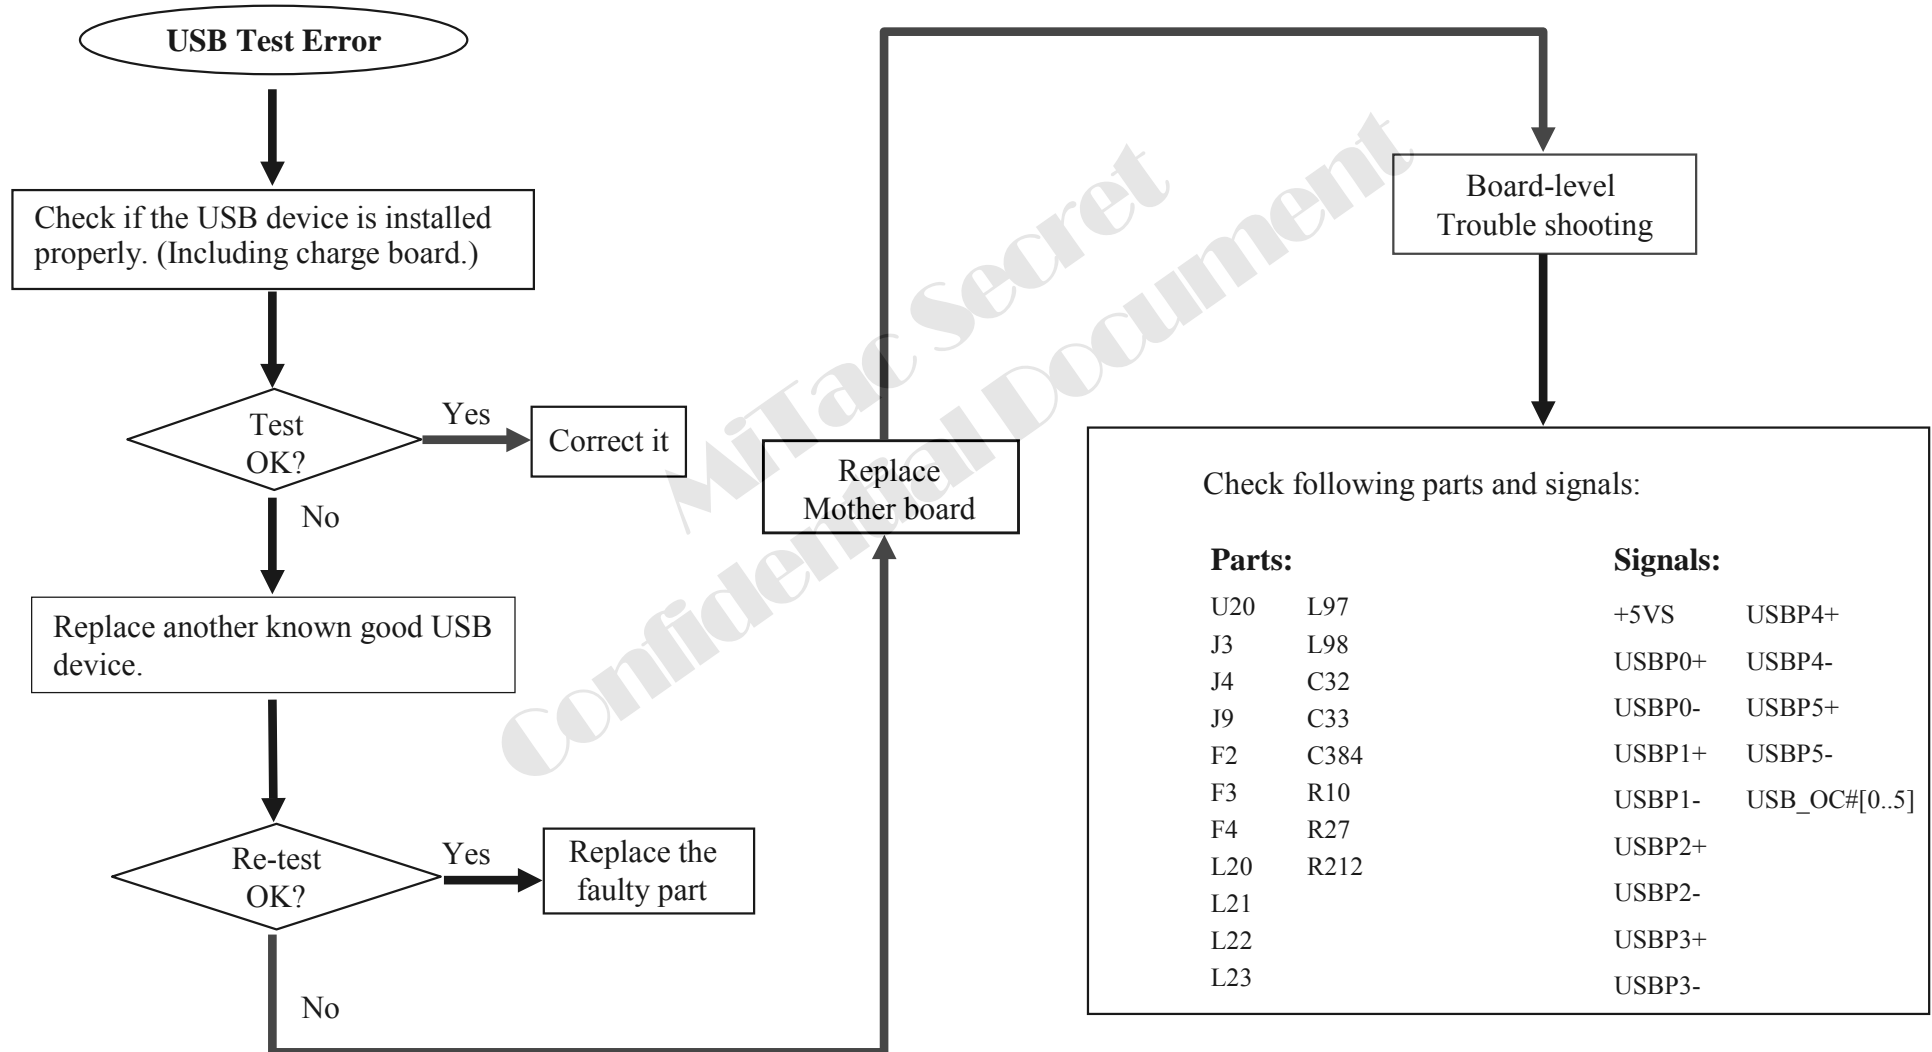 USB Test Error
Check if the USB device is installed
properly. (Including charge board.)
Test
OK?
Yes
Correct it
No
Replace another known good USB
device.
Re-test
OK?
Yes
Replace the
faulty part
No
Replace
Mother board
Board-level
Trouble shooting
Check following parts and signals:
Parts:
U20 L97
J3 L98
J4 C32
J9 C33
F2 C384
F3 R10
F4 R27
L20 R212
L21
L22
L23
Signals:
+5VS USBP4+
USBP0+ USBP4-
USBP0- USBP5+
USBP1+ USBP5-
USBP1- USB_OC#[0..5]
USBP2+
USBP2-
USBP3+
USBP3-
MiTac Secret
Confidential Document